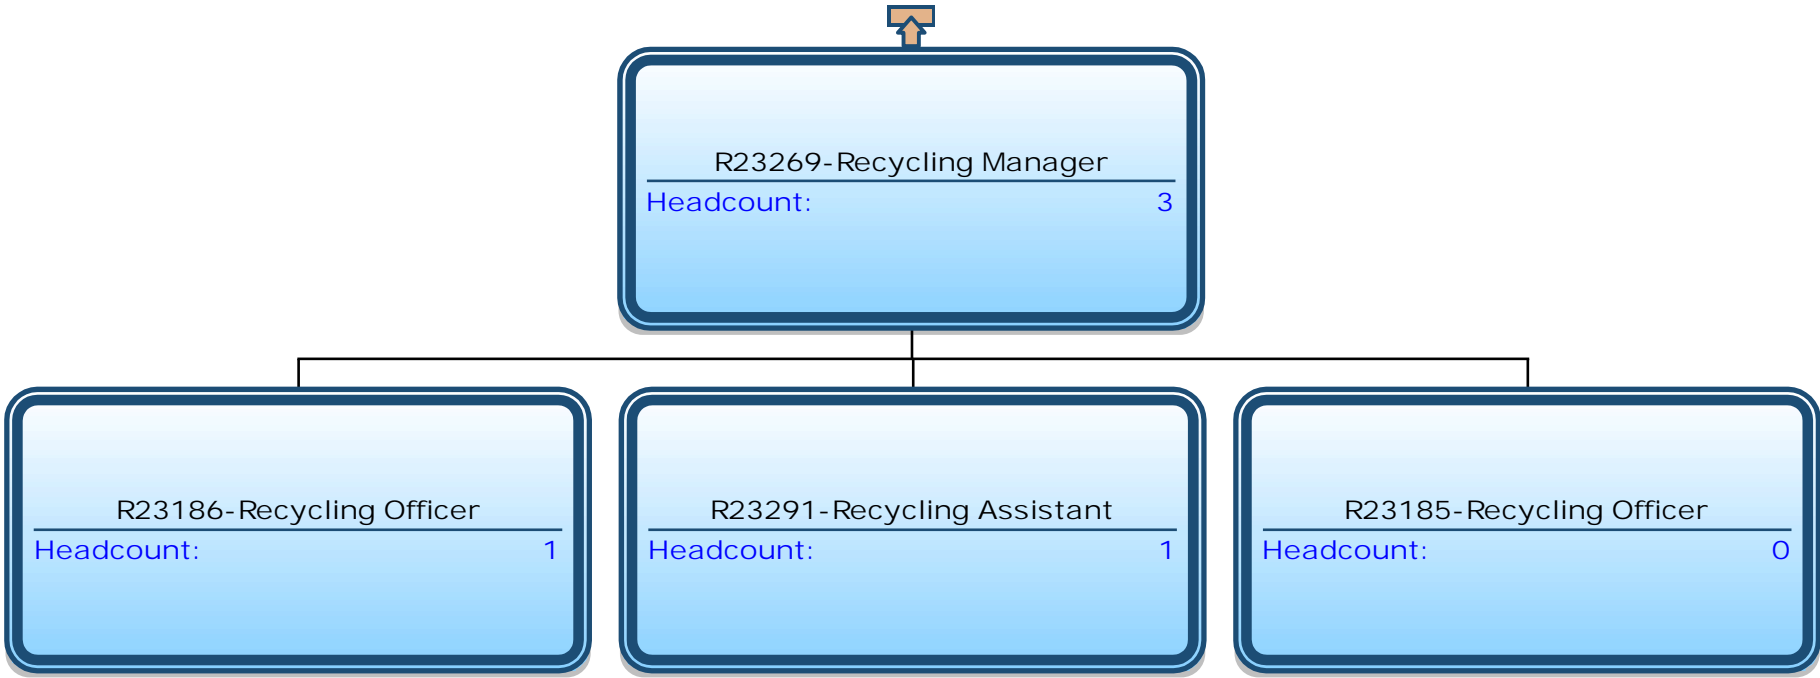 R23269-Recycling Manager
Headcount: 3
R23186-Recycling Officer
Headcount: 1
R23291-Recycling Assistant
Headcount: 1
R23185-Recycling Officer
Headcount: 0